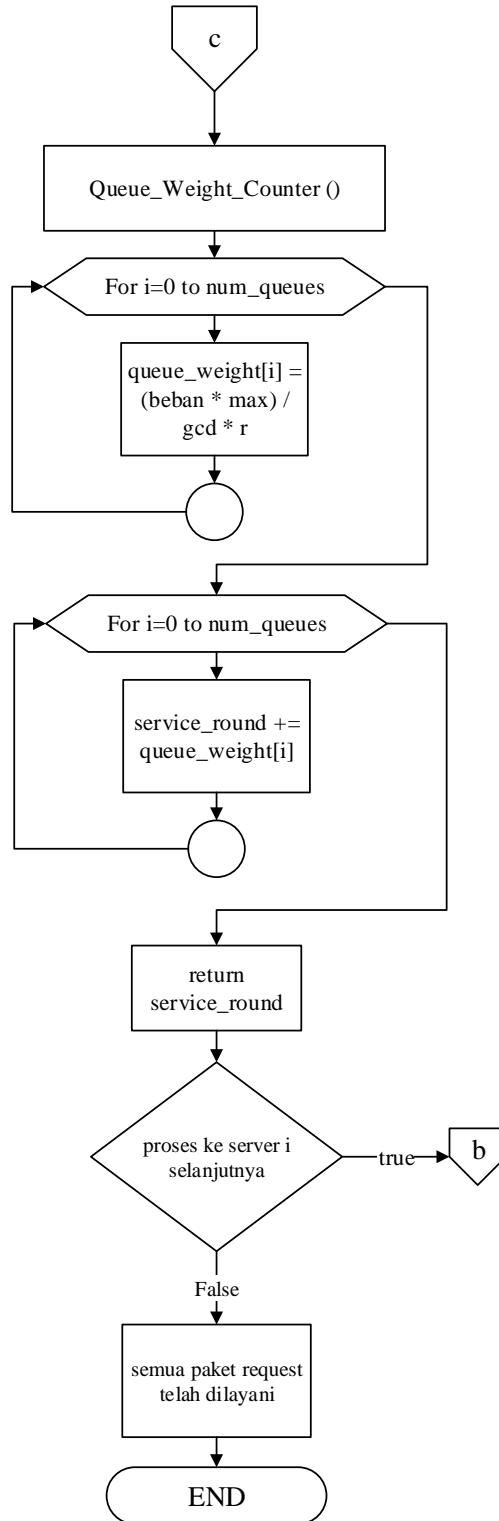 c
Queue_Weight_Counter ()
For i=0 to num_queues
queue_weight[i] =
(beban * max) /
gcd * r
For i=0 to num_queues
service_round +=
queue_weight[i]
return
service_round
proses ke server i
selanjutnya
true
b
False
semua paket request
telah dilayani
END